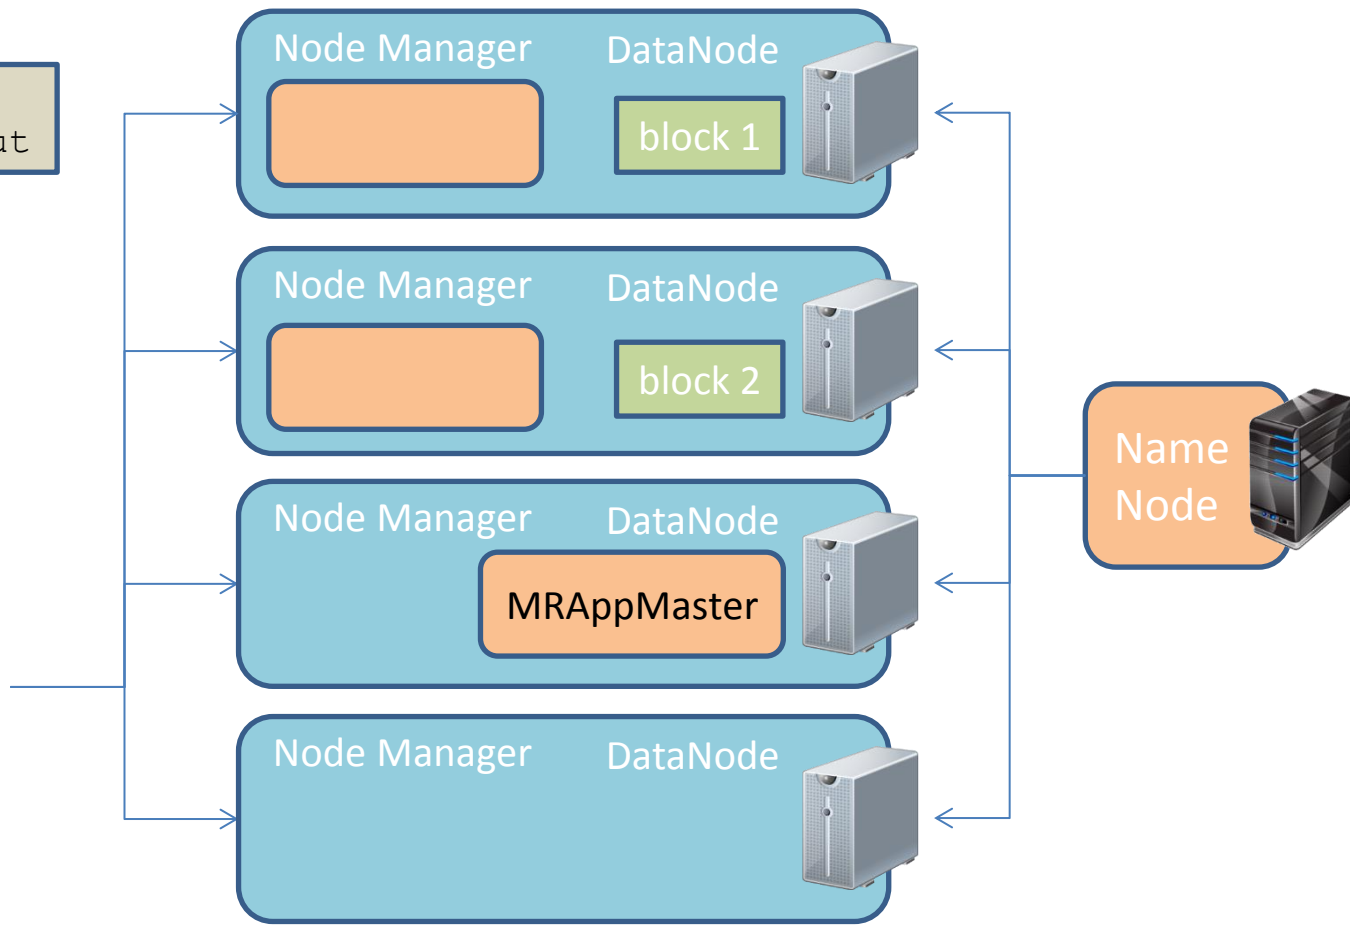 Node Manager DataNode
block 1
Node Manager DataNode
block 2
Node Manager DataNode
MRAppMaster
Node Manager DataNode
Name
Node